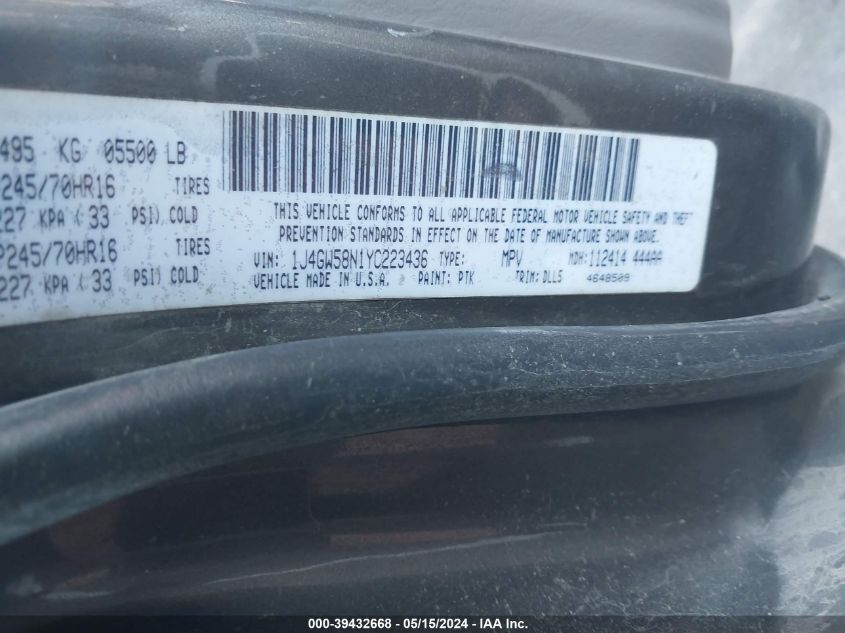 495 KG 05500 LB
245/70HR16 TIRES
227 KPA ( 33 PSI) COLD
P245/70HR16 TIRES
227 KPA ( 33 PSI) COLD
THIS VEHICLE CONFORMS TO ALL APPLICABLE FEDERAL MOTOR VEHICLE SAFETY AND THEFT
PREVENTION STANDARDS IN EFFECT ON THE DATE OF MANUFACTURE SHOWN ABOVE.
VIN: 1J4GW58N1YC223436 TYPE: MPV MDH: 112414 444AA
VEHICLE MADE IN U.S.A. PAINT: PTK TRIM: DLL5 4648509
000-39432668 - 05/15/2024 - IAA Inc.